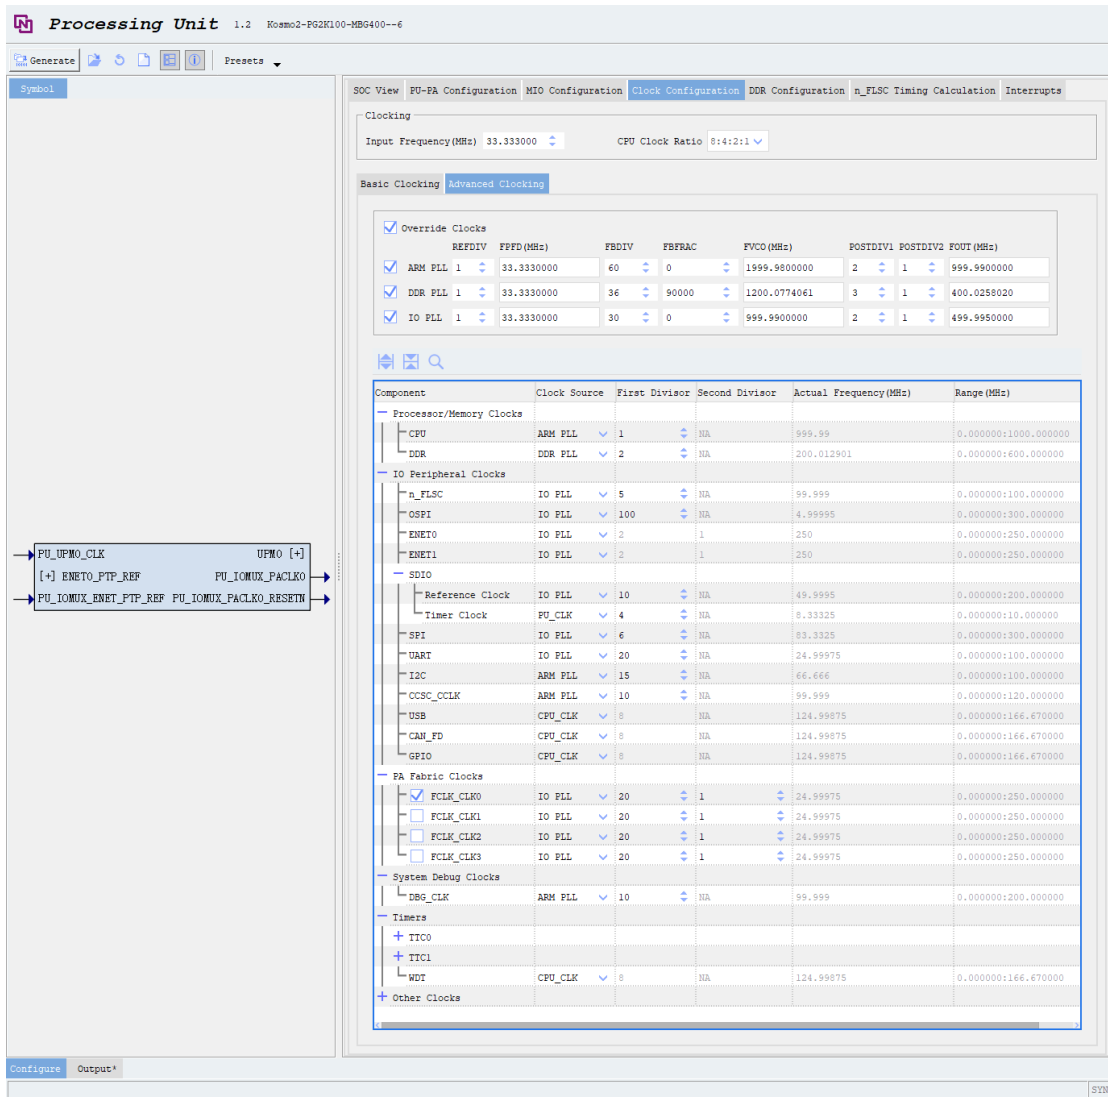 Processing Unit 1.2 Kosmo2-PG2K100-MBG400--6
Generate Presets
Symbol
SOC View PU-PA Configuration MIO Configuration Clock Configuration DDR Configuration n_FLSC Timing Calculation Interrupts
Clocking
Input Frequency(MHz) 33.333000 CPU Clock Ratio 8:4:2:1
Basic Clocking Advanced Clocking
Override Clocks
REFDIV FPFD(MHz) FBDIV FBFRAC FVCO(MHz) POSTDIV1 POSTDIV2 FOUT(MHz)
ARM PLL 1 33.3330000 60 0 1999.9800000 2 1 999.9900000
DDR PLL 1 33.3330000 36 90000 1200.0774061 3 1 400.0258020
IO PLL 1 33.3330000 30 0 999.9900000 2 1 499.9950000
Component Clock Source First Divisor Second Divisor Actual Frequency(MHz) Range(MHz)
Processor/Memory Clocks
CPU ARM PLL 1 NA 999.99 0.000000:1000.000000
DDR DDR PLL 2 NA 200.012901 0.000000:600.000000
IO Peripheral Clocks
n_FLSC IO PLL 5 NA 99.999 0.000000:100.000000
OSPI IO PLL 100 NA 4.99995 0.000000:300.000000
ENET0 IO PLL 2 1 250 0.000000:250.000000
ENET1 IO PLL 2 1 250 0.000000:250.000000
SDIO
Reference Clock IO PLL 10 NA 49.9995 0.000000:200.000000
Timer Clock PU_CLK 4 NA 8.33325 0.000000:10.000000
SPI IO PLL 6 NA 83.3325 0.000000:300.000000
UART IO PLL 20 NA 24.99975 0.000000:100.000000
I2C ARM PLL 15 NA 66.666 0.000000:100.000000
CCSC_CCLK ARM PLL 10 NA 99.999 0.000000:120.000000
USB CPU_CLK 8 NA 124.99875 0.000000:166.670000
CAN_FD CPU_CLK 8 NA 124.99875 0.000000:166.670000
GPIO CPU_CLK 8 NA 124.99875 0.000000:166.670000
PA Fabric Clocks
FCLK_CLK0 IO PLL 20 1 24.99975 0.000000:250.000000
FCLK_CLK1 IO PLL 20 1 24.99975 0.000000:250.000000
FCLK_CLK2 IO PLL 20 1 24.99975 0.000000:250.000000
FCLK_CLK3 IO PLL 20 1 24.99975 0.000000:250.000000
System Debug Clocks
DBG_CLK ARM PLL 10 NA 99.999 0.000000:200.000000
Timers
TTC0
TTC1
WDT CPU_CLK 8 NA 124.99875 0.000000:166.670000
Other Clocks
PU_UPMO_CLK UPMO [+]
[+] ENET0_PTP_REF PU_IOMUX_PACLKO
PU_IOMUX_ENET_PTP_REF PU_IOMUX_PACLKO_RESETN
Configure Output*
SYN